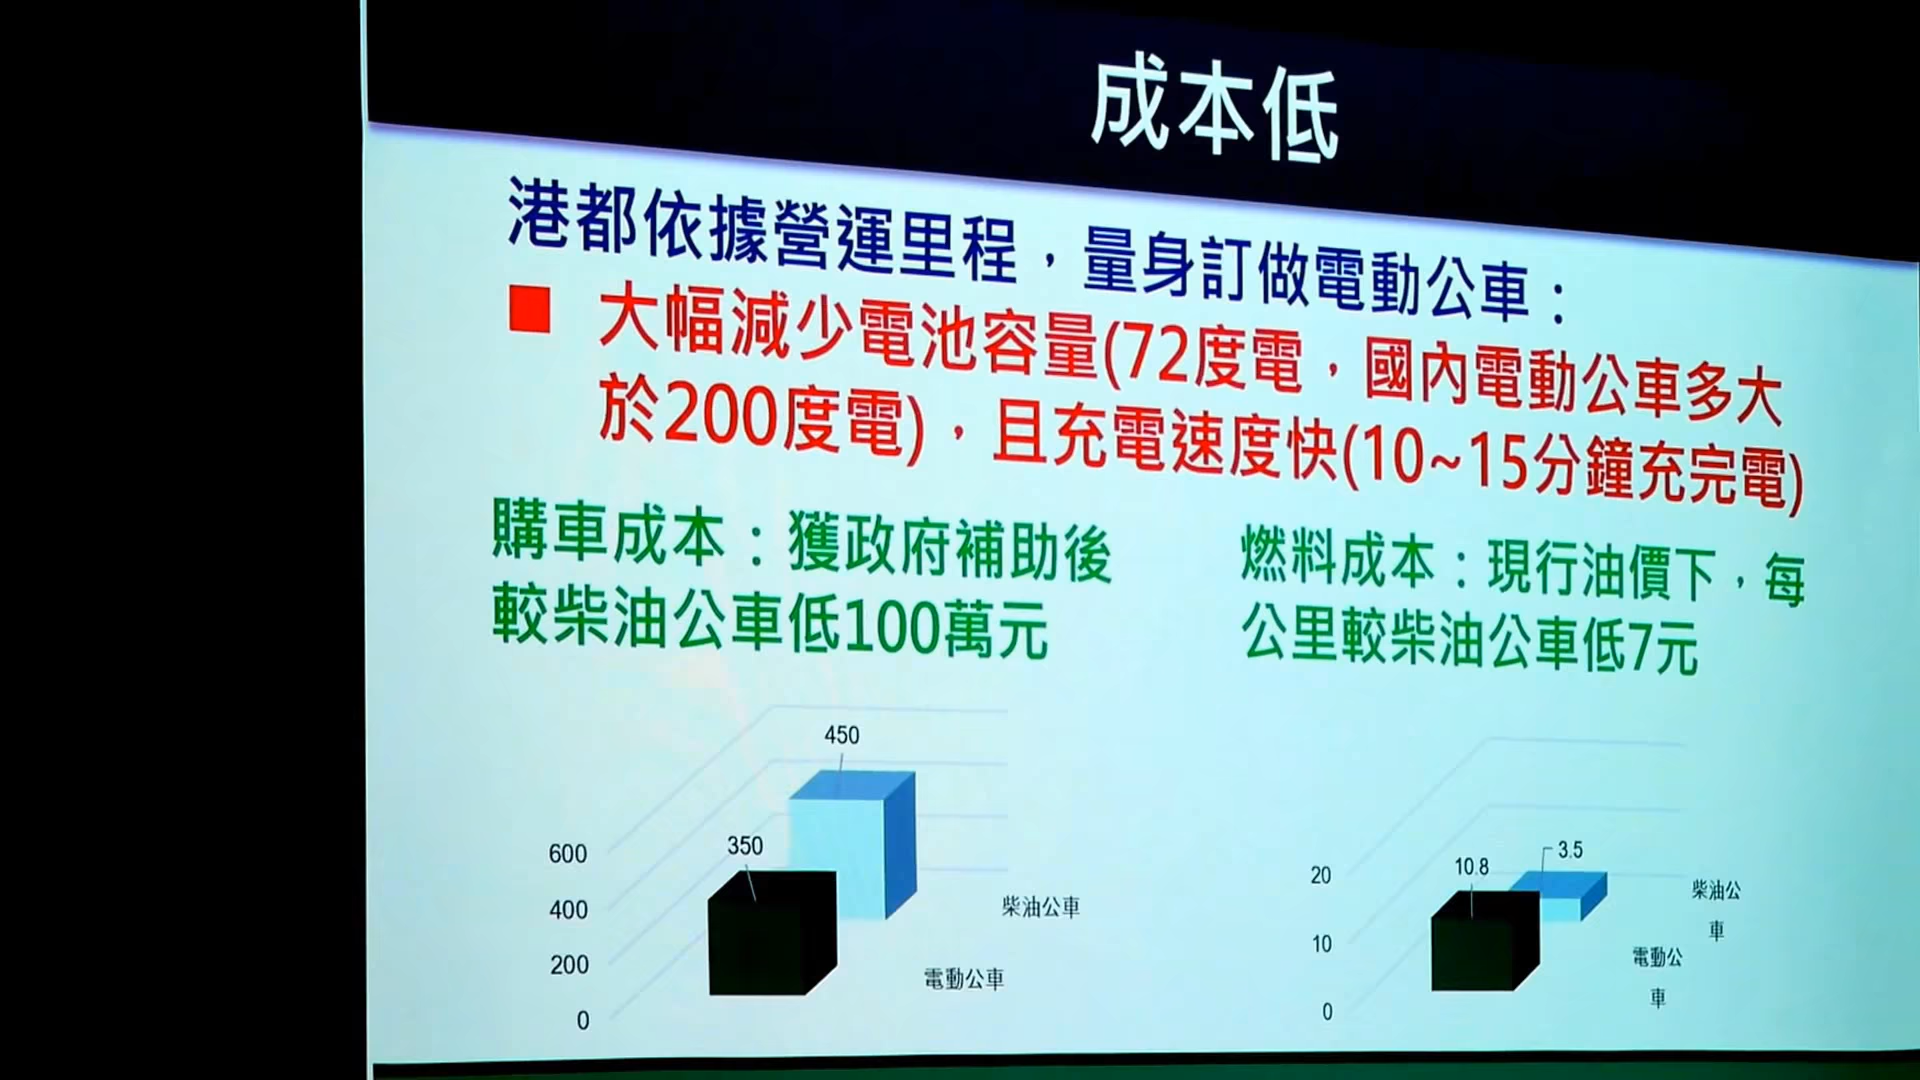 成本低
港都依據營運里程，量身訂做電動公車：
■ 大幅減少電池容量(72度電，國內電動公車多大
於200度電)，且充電速度快(10~15分鐘充完電)
購車成本：獲政府補助後
較柴油公車低100萬元
燃料成本：現行油價下，每
公里較柴油公車低7元
450
350
600
400
200
0
柴油公車
電動公車
3.5
10.8
20
10
0
柴油公
車
電動公
車